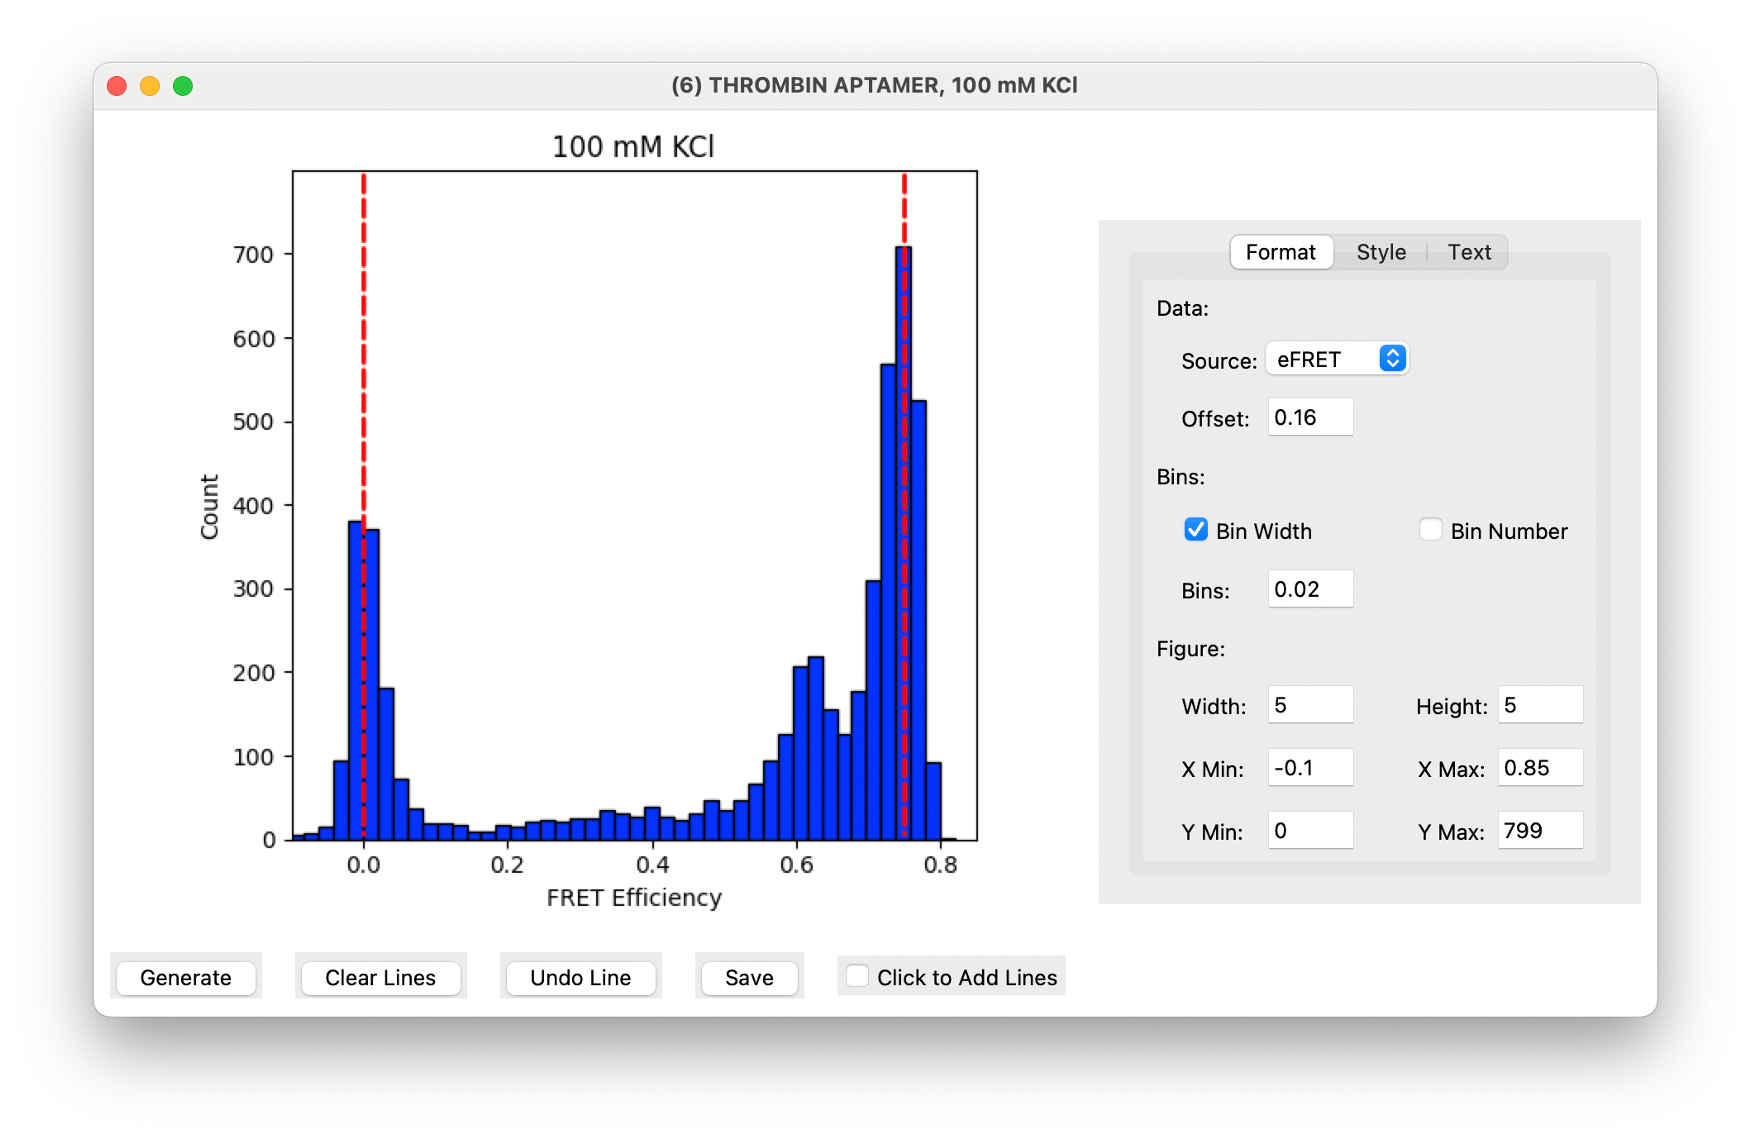 (6) THROMBIN APTAMER, 100 mM KCl
100 mM KCl
700
600
500
400
300
200
100
0
Count
0.0 0.2 0.4 0.6 0.8
FRET Efficiency
Format Style Text
Data:
Source: eFRET
Offset: 0.16
Bins:
Bin Width Bin Number
Bins: 0.02
Figure:
Width: 5 Height: 5
X Min: -0.1 X Max: 0.85
Y Min: 0 Y Max: 799
Generate Clear Lines Undo Line Save Click to Add Lines